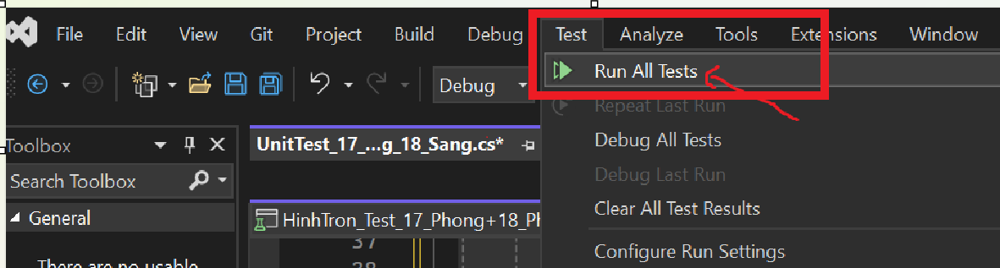 File Edit View Git Project Build Debug Test Analyze Tools Extensions Window
Debug
Run All Tests
Repeat Last Run
Toolbox
UnitTest_17_...g_18_Sang.cs*
Debug All Tests
Search Toolbox
Debug Last Run
General
HinhTron_Test_17_Phong+18_Ph
Clear All Test Results
37
38
Configure Run Settings
There are no usable